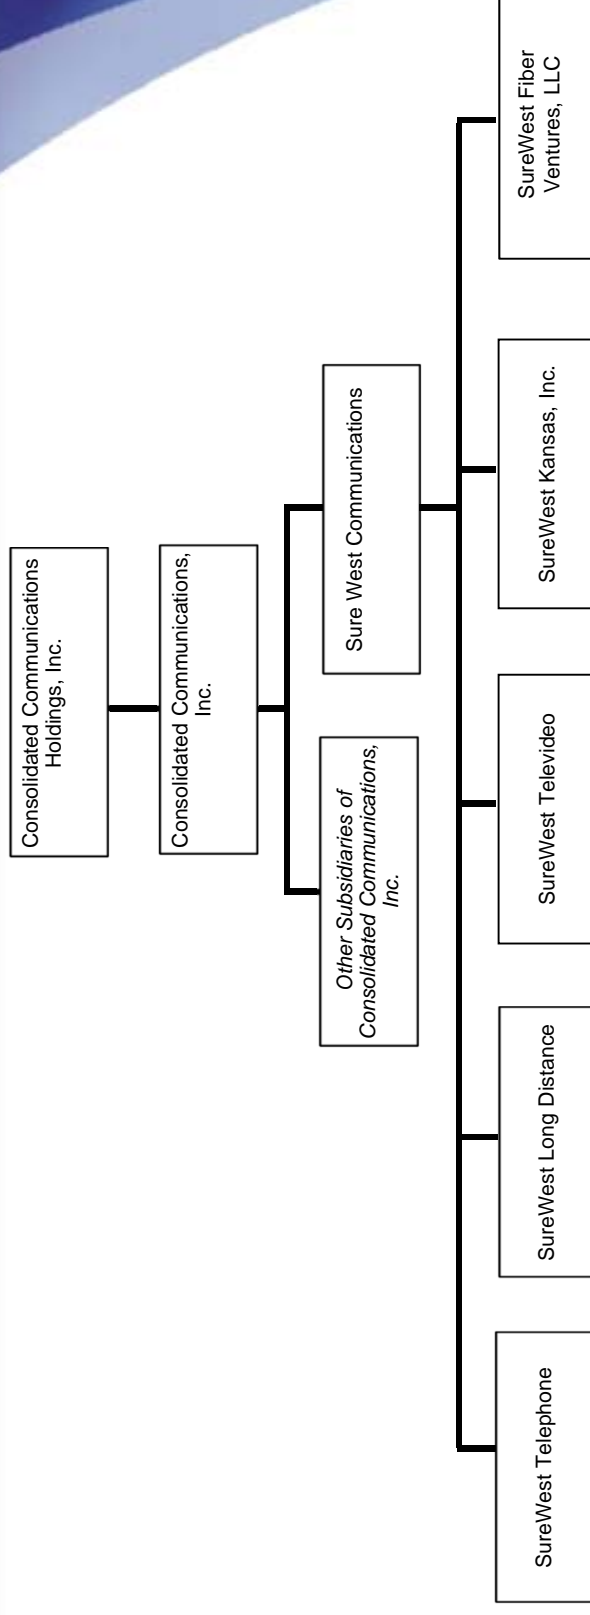 Consolidated Communications
Holdings, Inc.
Consolidated Communications,
Inc.
Other Subsidiaries of
Consolidated Communications,
Inc.
Sure West Communications
SureWest Telephone
SureWest Long Distance
SureWest Televideo
SureWest Kansas, Inc.
SureWest Fiber
Ventures, LLC